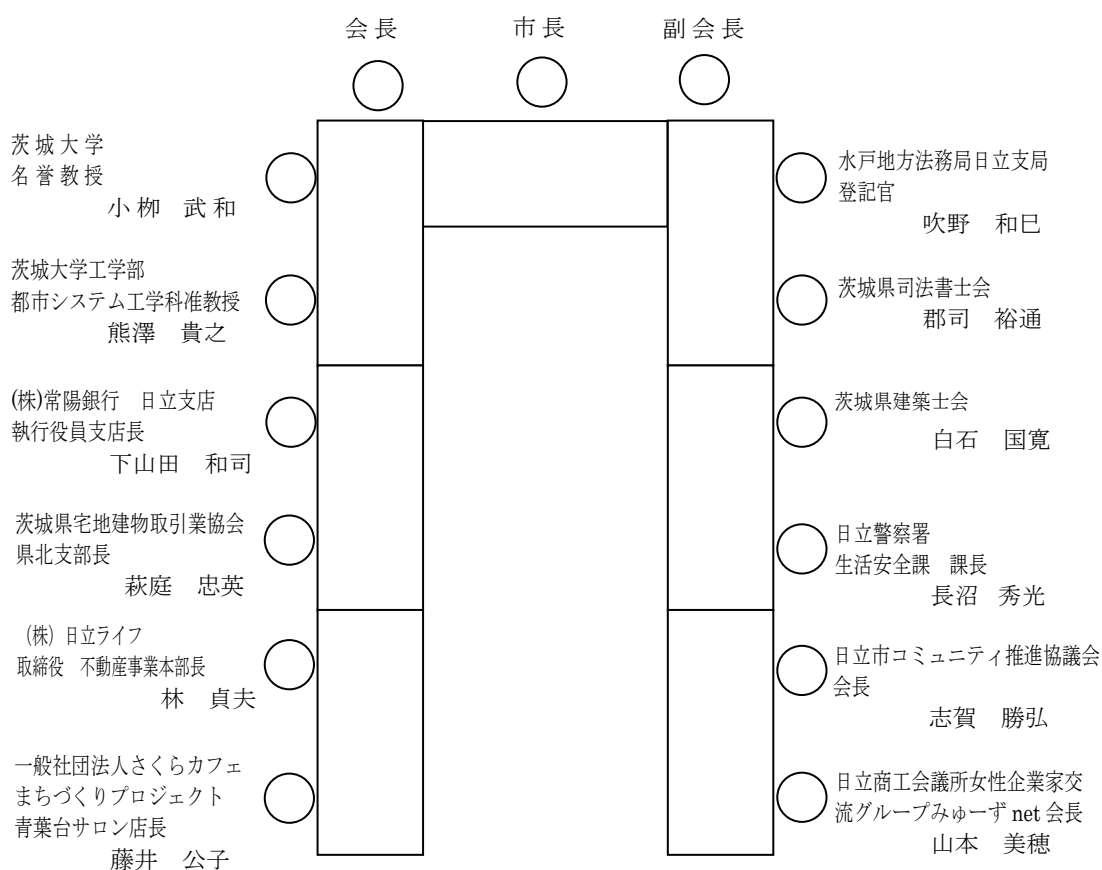 会長
市長
副会長
茨城大学
名誉教授
小栁　武和
茨城大学工学部
都市システム工学科准教授
熊澤　貴之
(株)常陽銀行　日立支店
執行役員支店長
下山田　和司
茨城県宅地建物取引業協会
県北支部長
萩庭　忠英
（株）日立ライフ
取締役　不動産事業本部長
林　貞夫
一般社団法人さくらカフェ
まちづくりプロジェクト
青葉台サロン店長
藤井　公子
水戸地方法務局日立支局
登記官
吹野　和巳
茨城県司法書士会
郡司　裕通
茨城県建築士会
白石　国寛
日立警察署
生活安全課　課長
長沼　秀光
日立市コミュニティ推進協議会
会長
志賀　勝弘
日立商工会議所女性企業家交
流グループみゅーず net 会長
山本　美穂